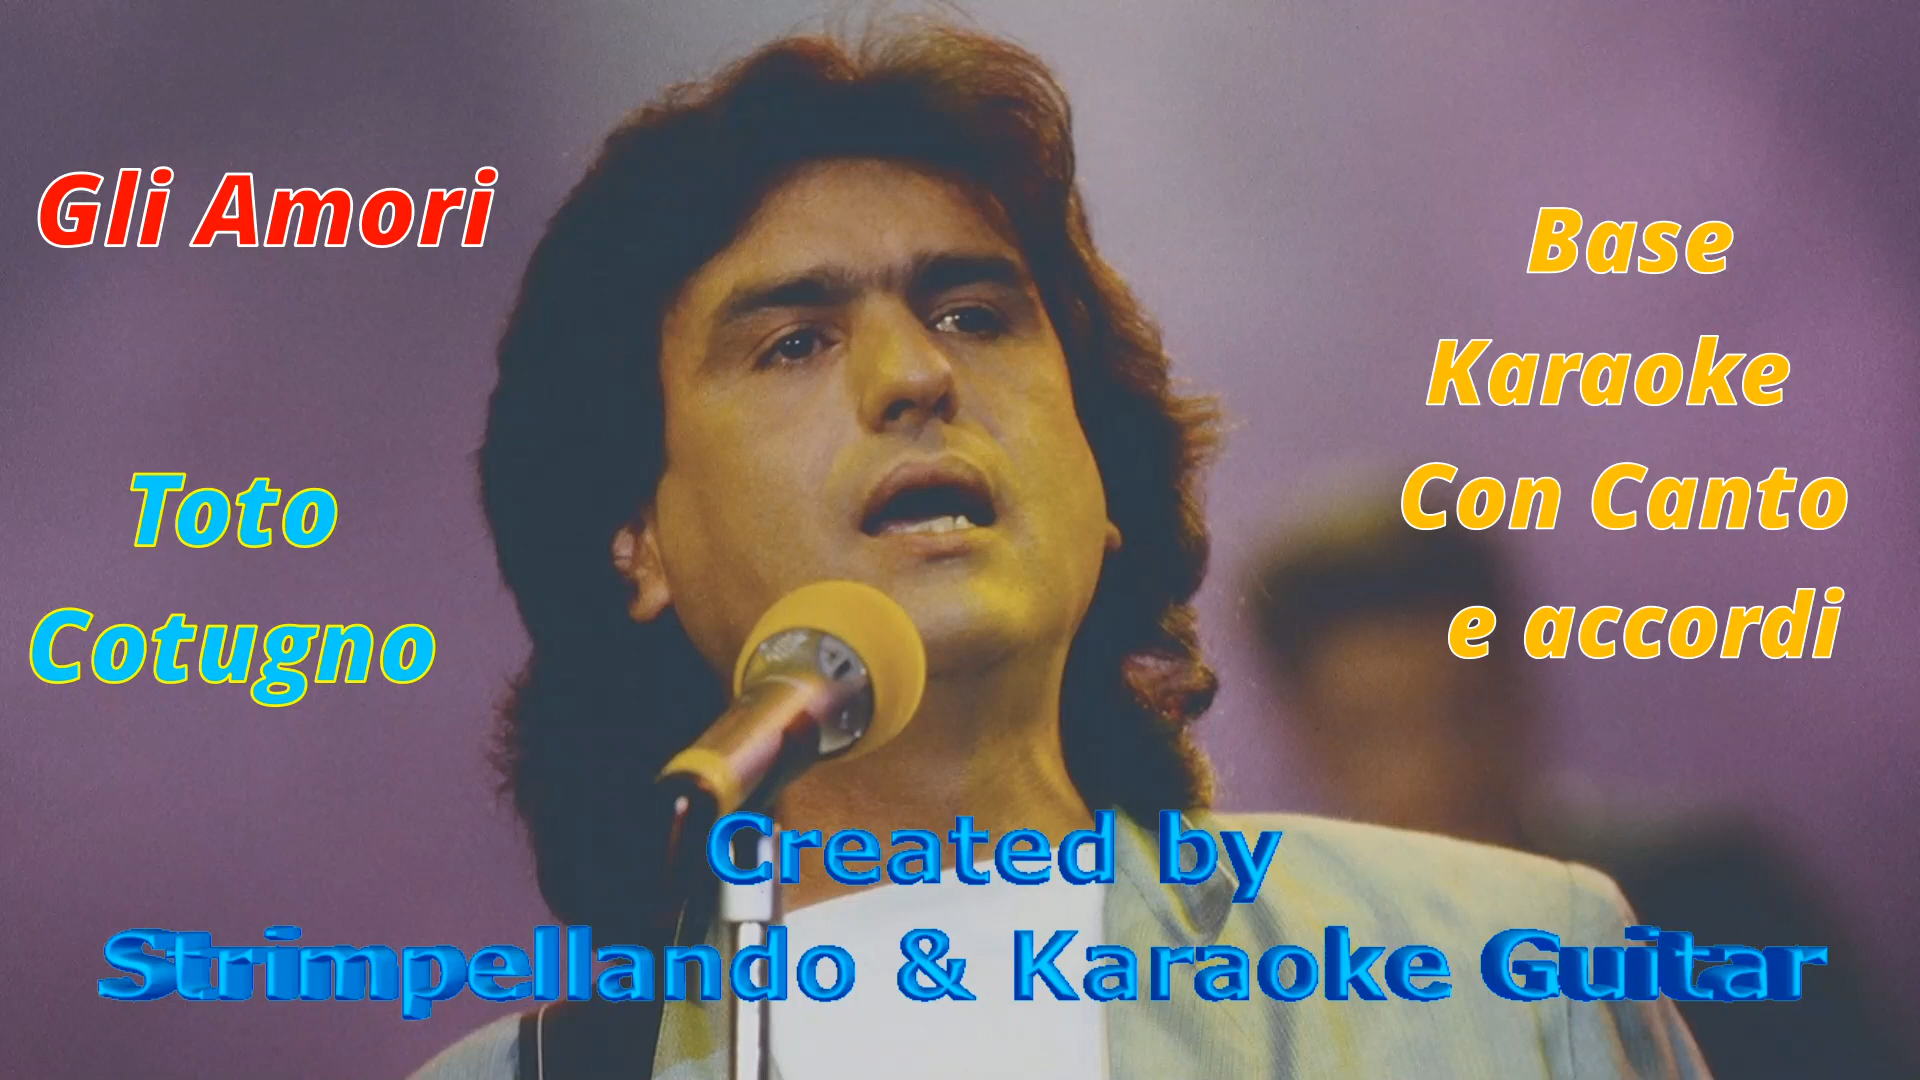 Gli Amori
Toto
Cotugno
Base
Karaoke
Con Canto
e accordi
Created by
Strimpellando & Karaoke Guitar